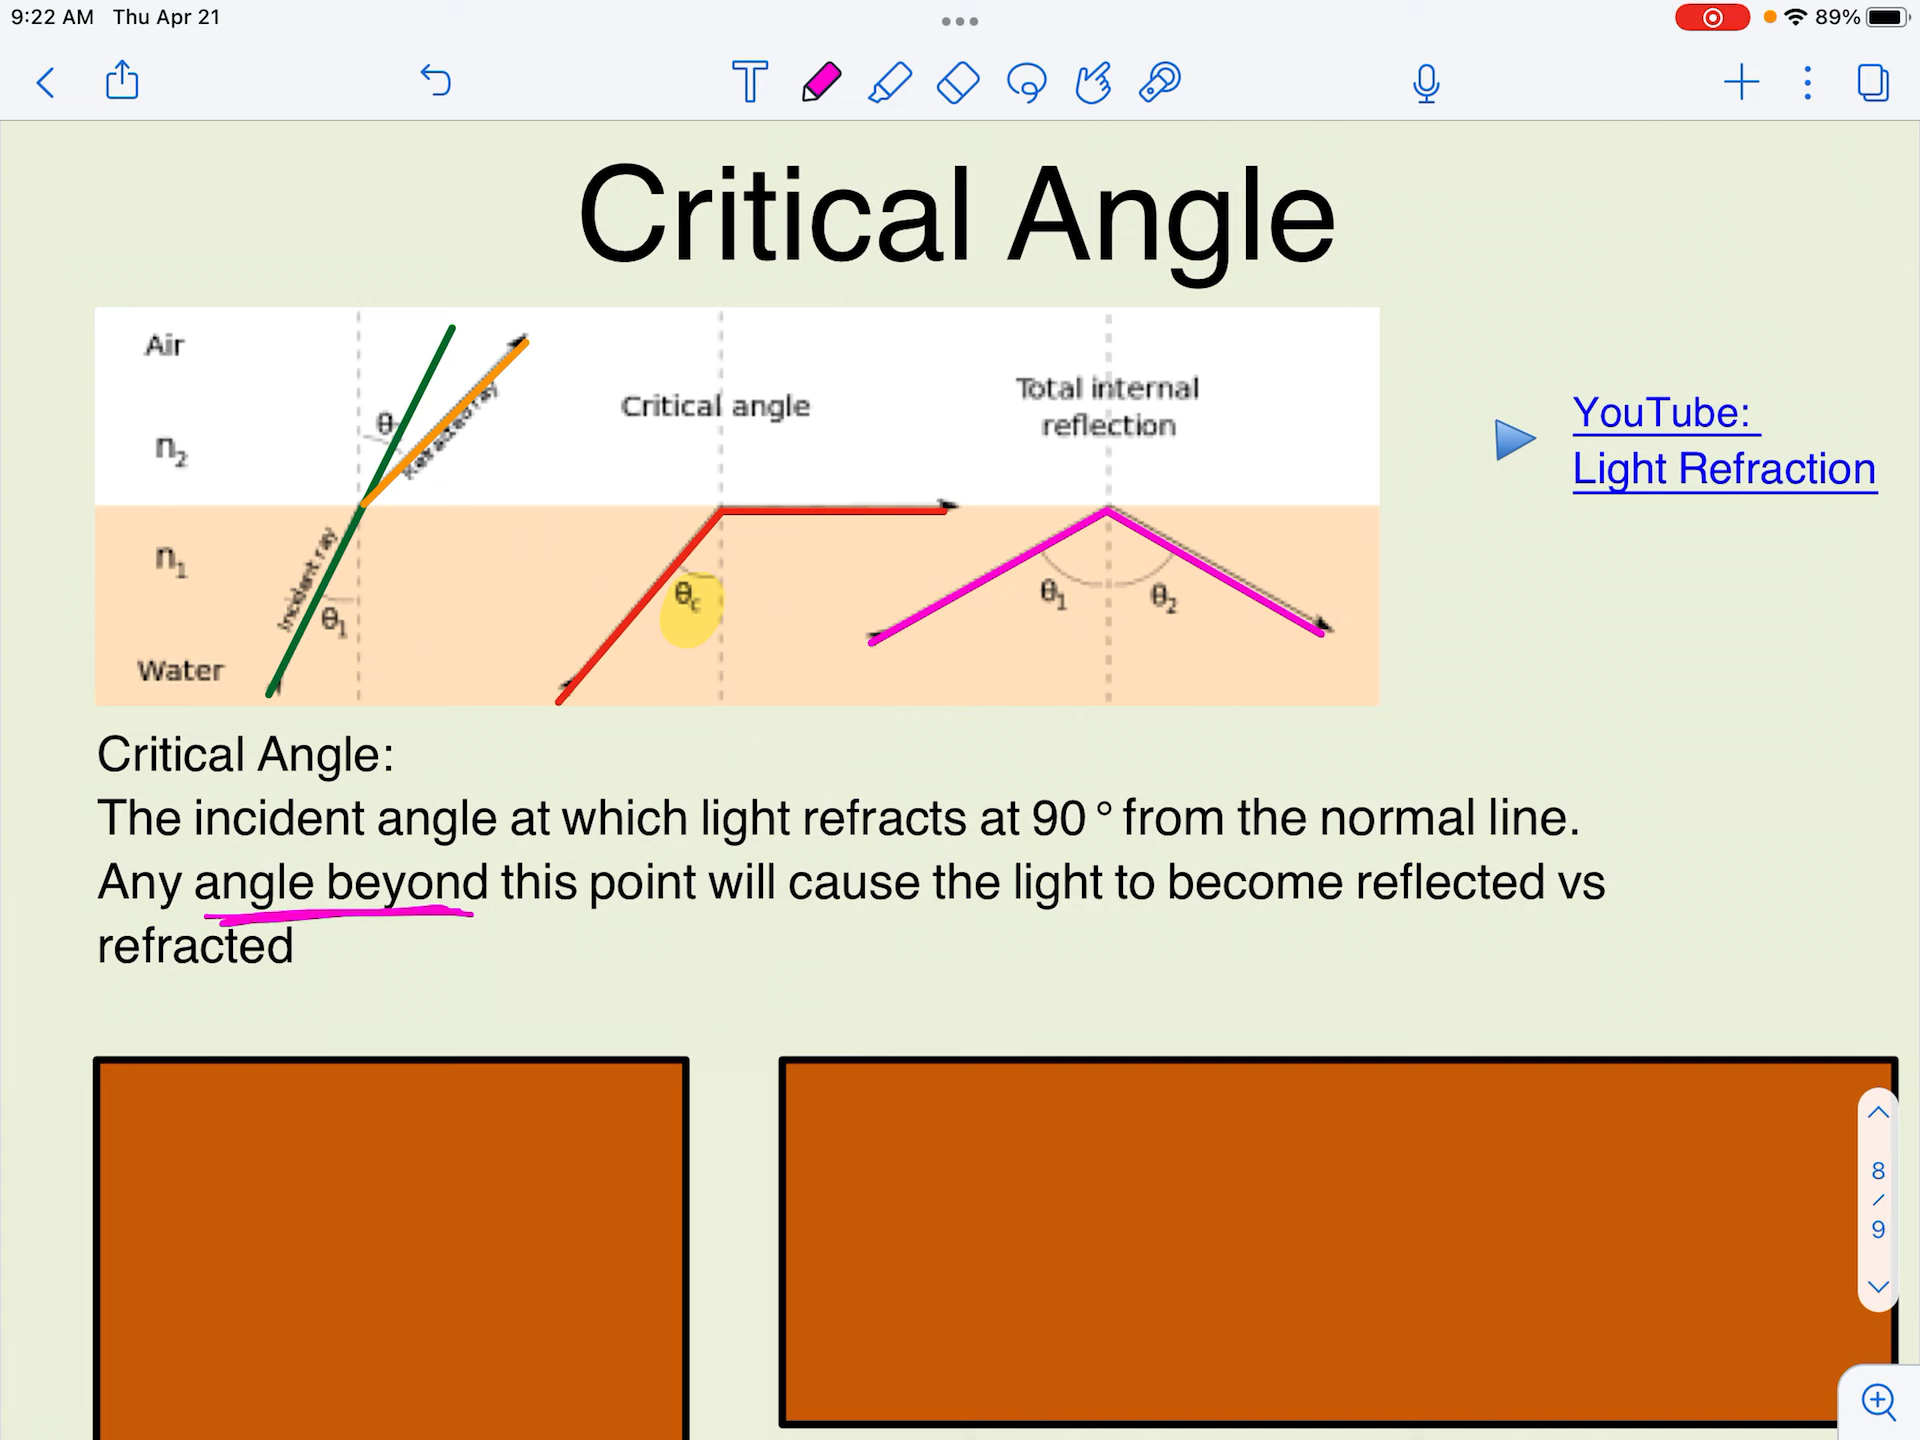 9:22 AM Thu Apr 21
89%
Critical Angle
Air
θ
Refracted ray
Critical angle
Total internal
reflection
n₂
YouTube:
Light Refraction
n₁
Incident ray
θ₁
θc
θ₁
θ₂
Water
Critical Angle:
The incident angle at which light refracts at 90° from the normal line.
Any angle beyond this point will cause the light to become reflected vs
refracted
8
/
9